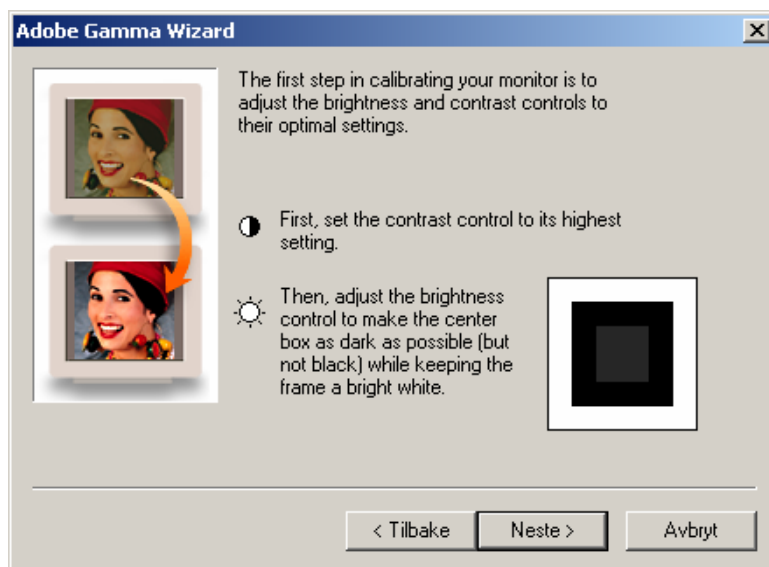 Adobe Gamma Wizard
The first step in calibrating your monitor is to
adjust the brightness and contrast controls to
their optimal settings.
First, set the contrast control to its highest
setting.
Then, adjust the brightness
control to make the center
box as dark as possible (but
not black) while keeping the
frame a bright white.
< Tilbake
Neste >
Avbryt